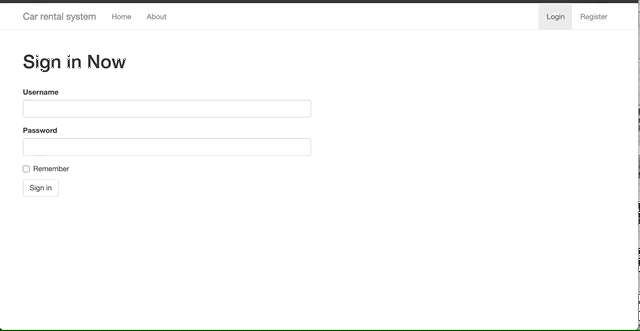 Car rental system Home About Login Register
Sign in Now
Username
Password
Remember
Sign in